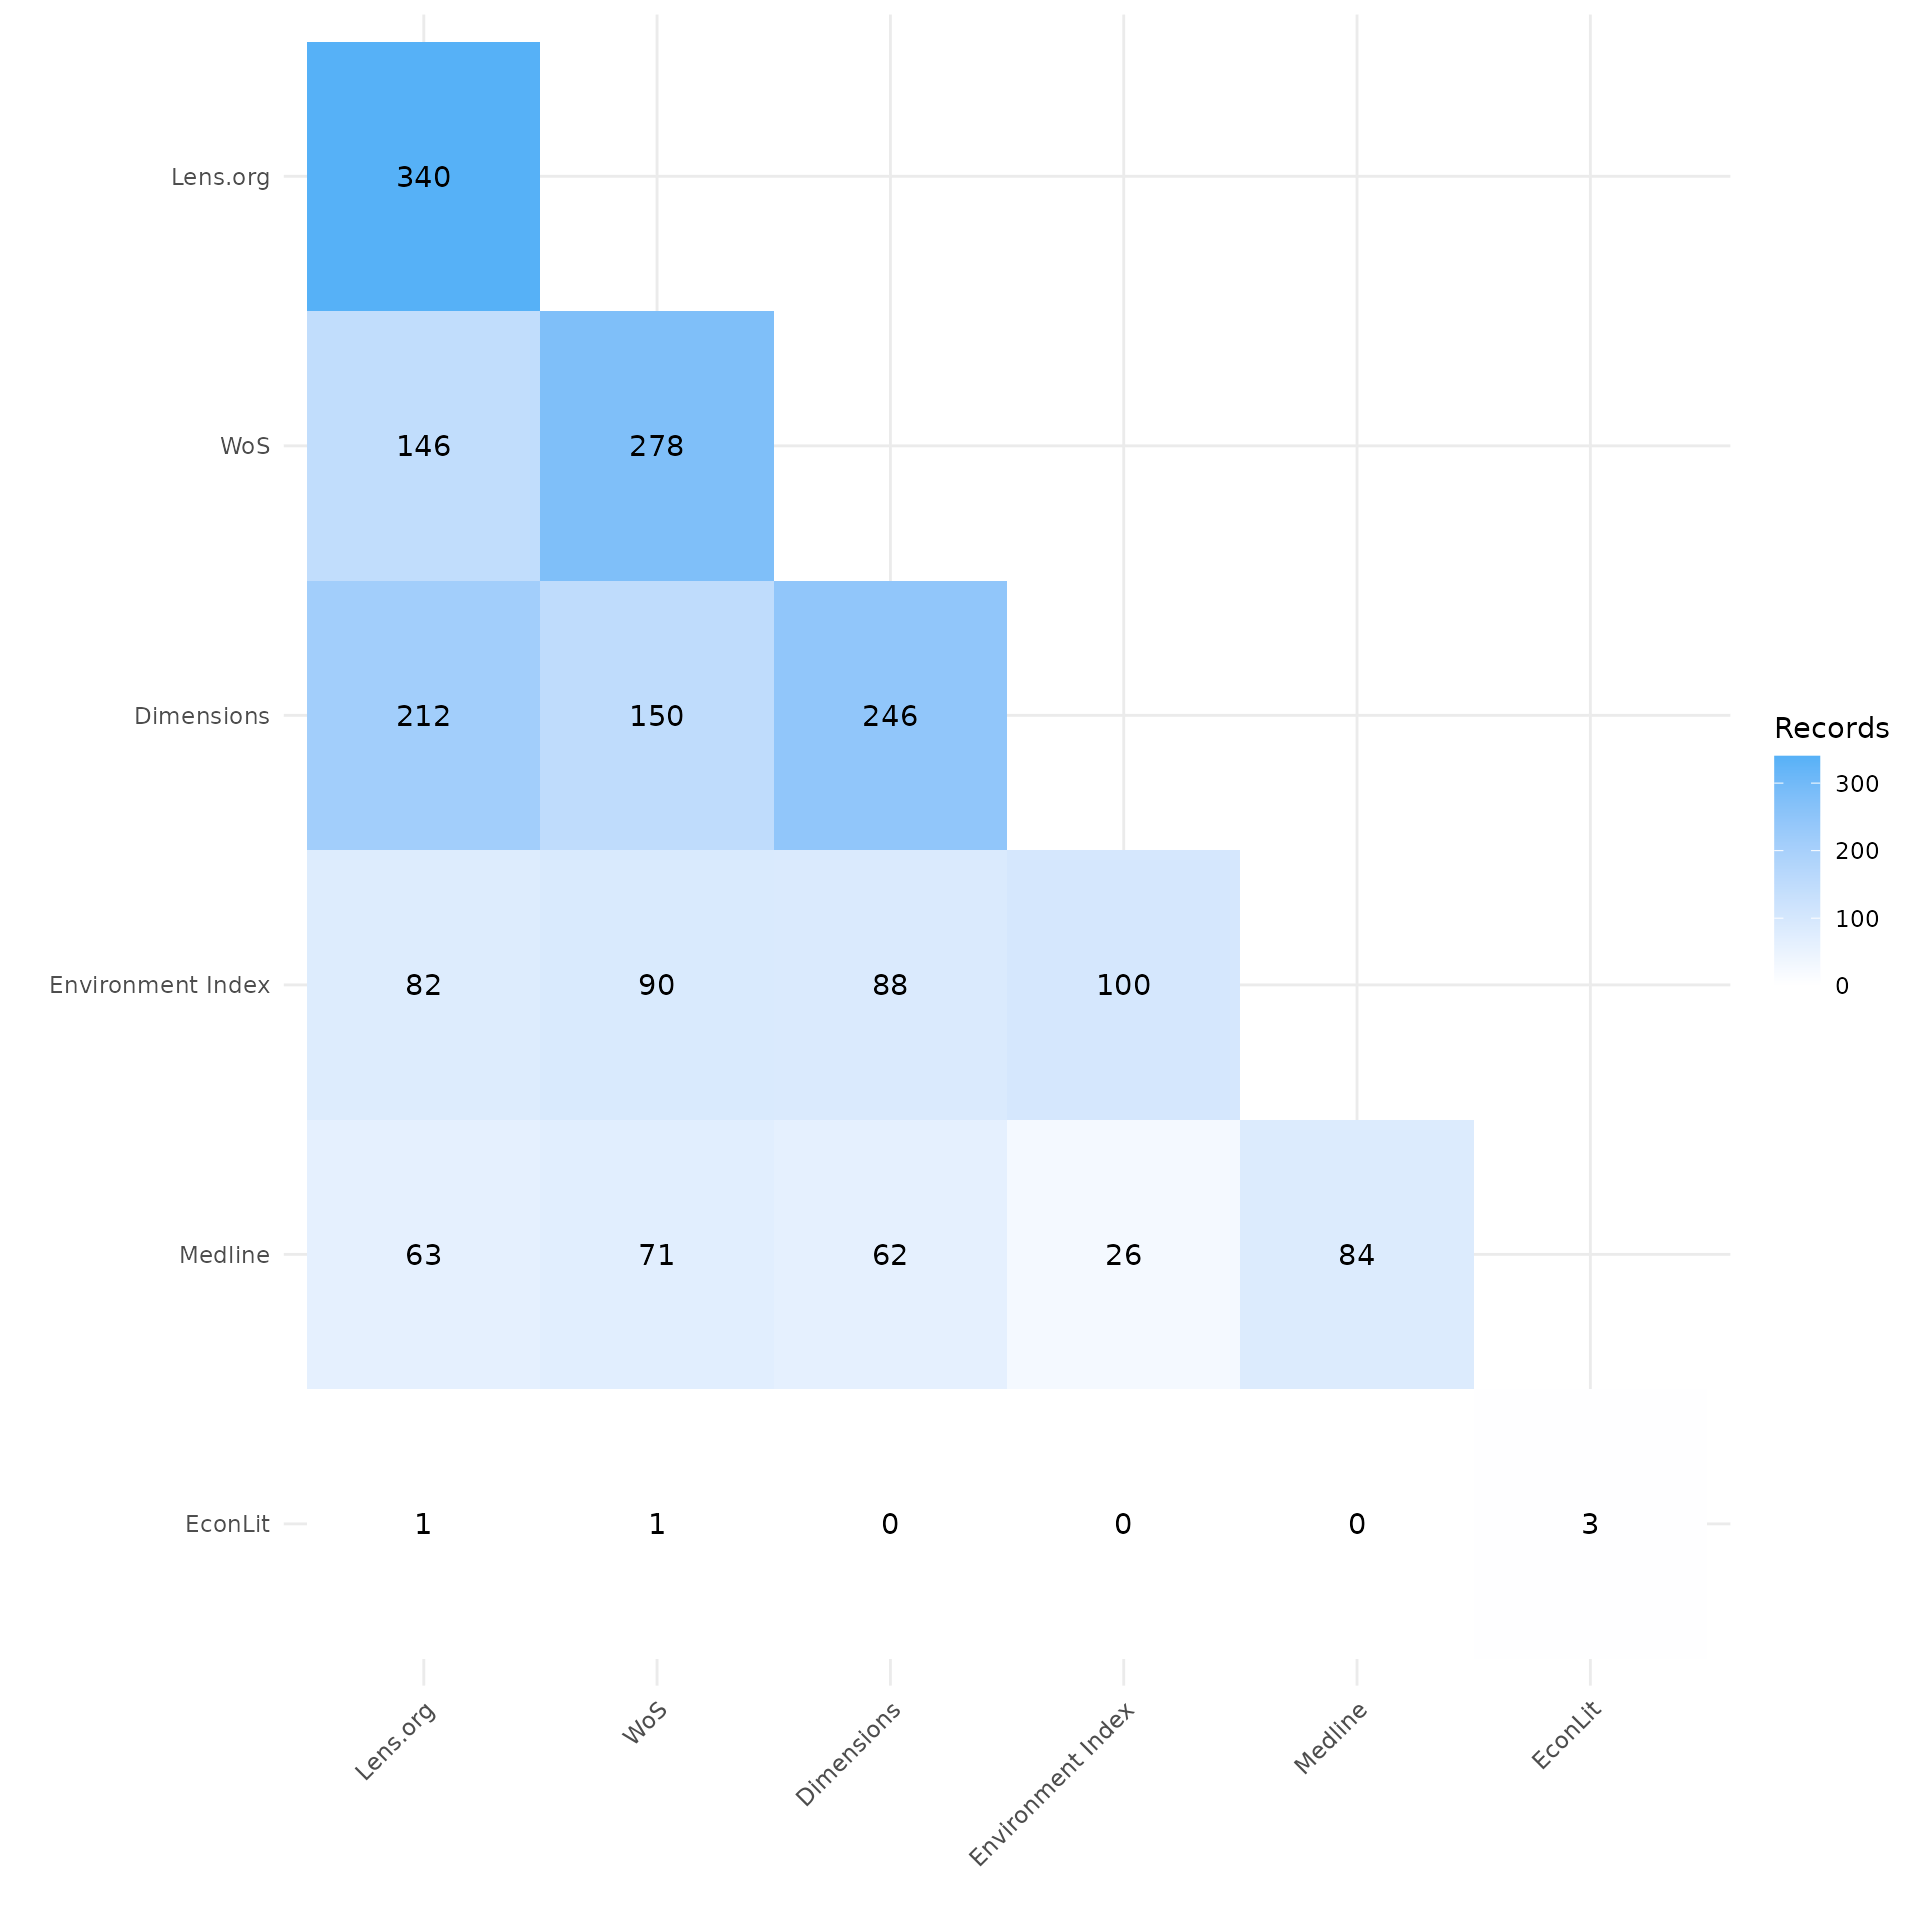 Lens.org 340
WoS 146 278
Dimensions 212 150 246
Environment Index 82 90 88 100
Medline 63 71 62 26 84
EconLit 1 1 0 0 0 3
Lens.org WoS Dimensions Environment Index Medline EconLit
Records
300
200
100
0